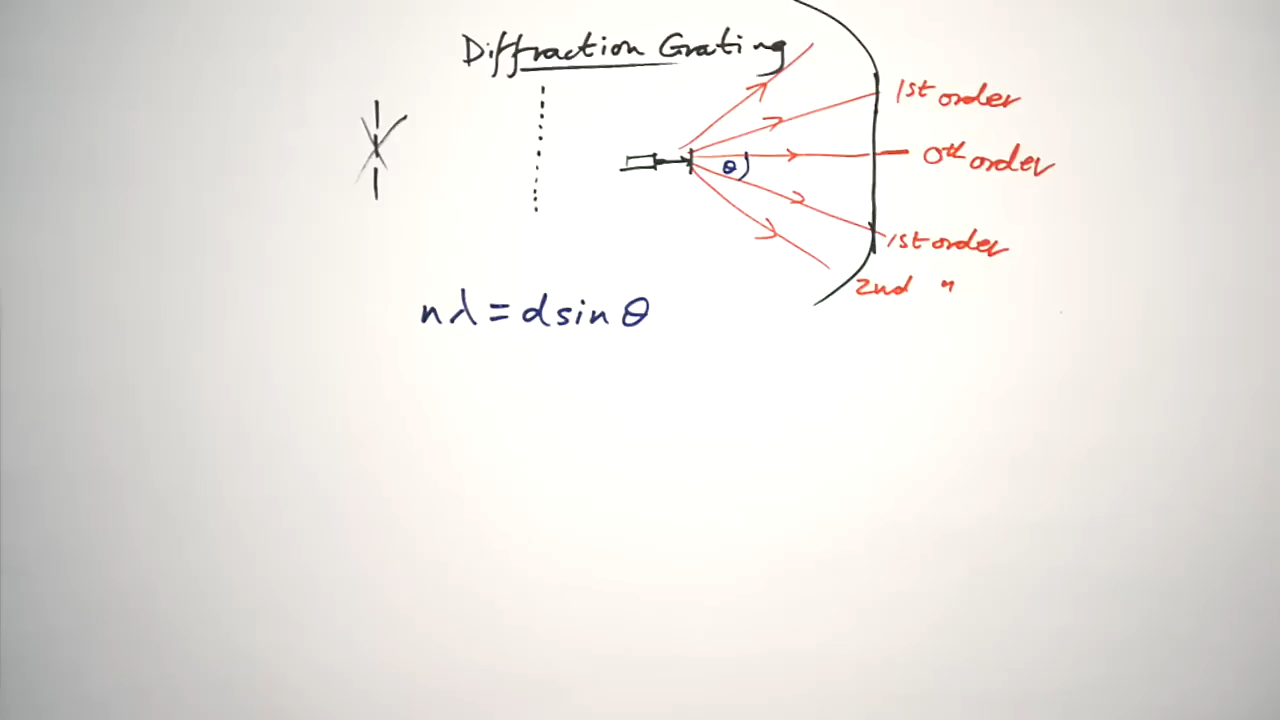 Diffraction Grating
1st order
0th order
θ
1st order
2nd "
nλ = d sin θ